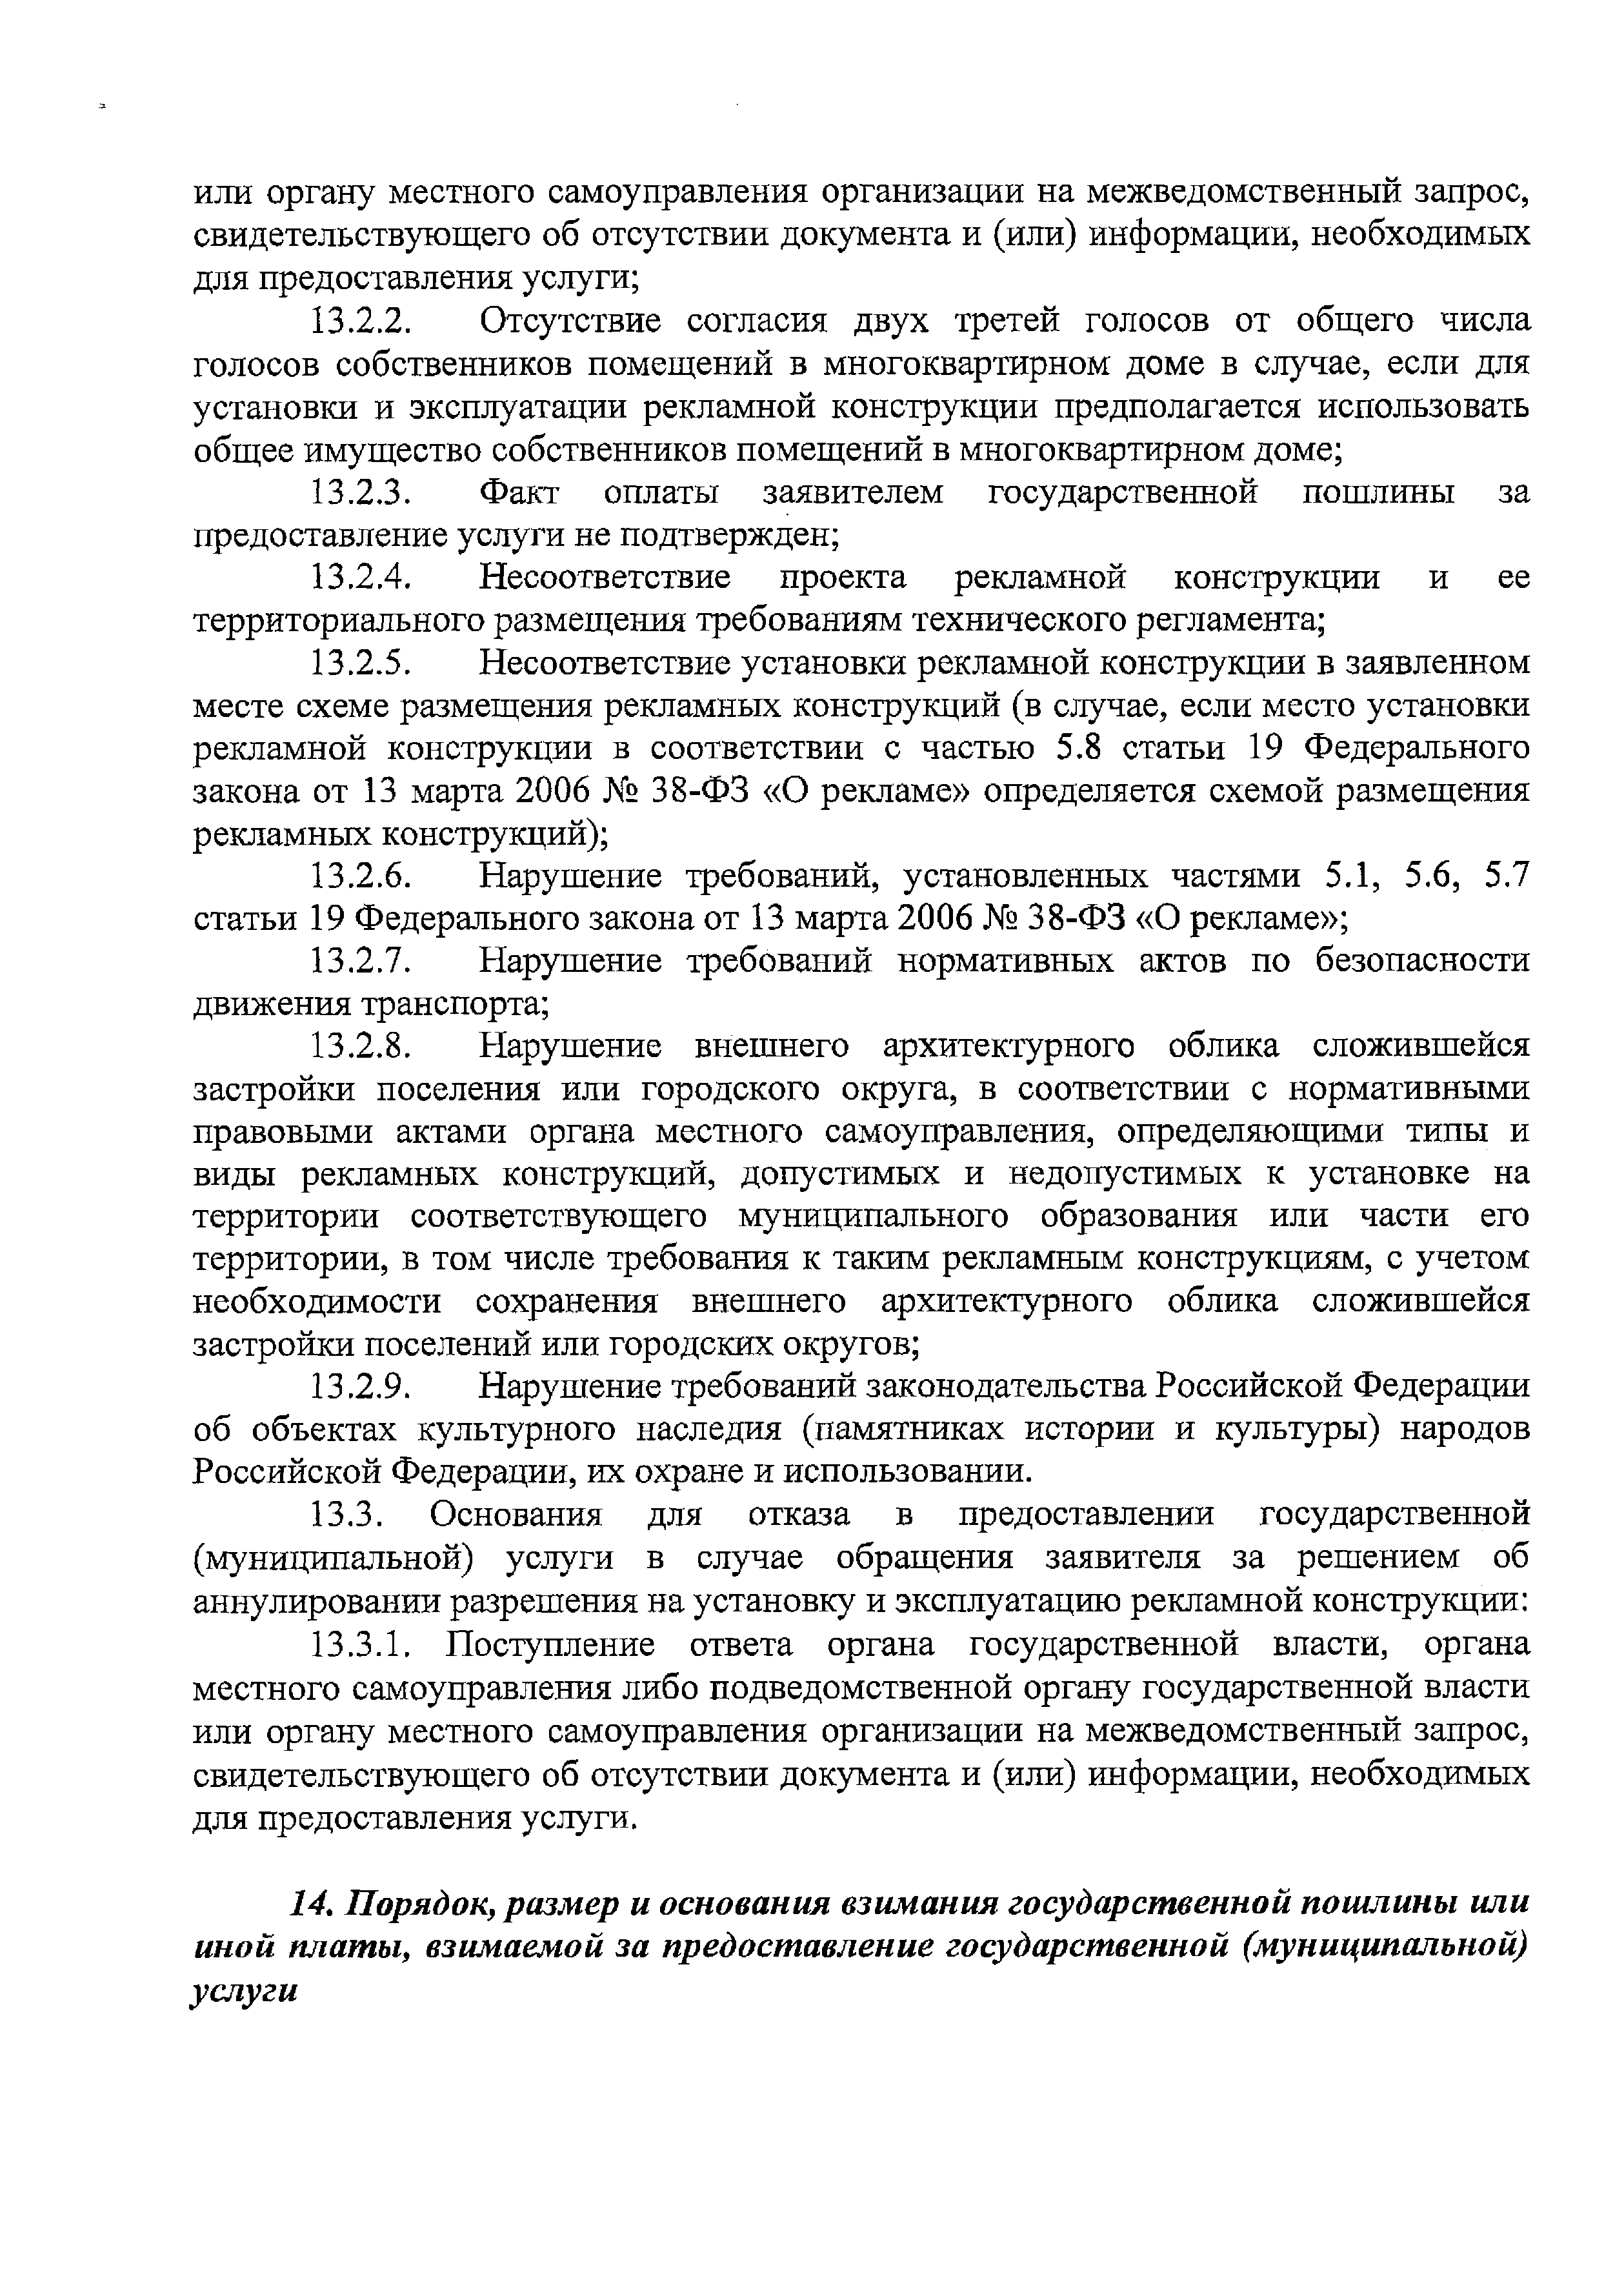 или органу местного самоуправления организации на межведомственный запрос,
свидетельствующего об отсутствии документа и (или) информации, необходимых
для предоставления услуги;
13.2.2. Отсутствие согласия двух третей голосов от общего числа
голосов собственников помещений в многоквартирном доме в случае, если для
установки и эксплуатации рекламной конструкции предполагается использовать
общее имущество собственников помещений в многоквартирном доме;
13.2.3. Факт оплаты заявителем государственной пошлины за
предоставление услуги не подтвержден;
13.2.4. Несоответствие проекта рекламной конструкции и ее
территориального размещения требованиям технического регламента;
13.2.5. Несоответствие установки рекламной конструкции в заявленном
месте схеме размещения рекламных конструкций (в случае, если место установки
рекламной конструкции в соответствии с частью 5.8 статьи 19 Федерального
закона от 13 марта 2006 № 38-ФЗ «О рекламе» определяется схемой размещения
рекламных конструкций);
13.2.6. Нарушение требований, установленных частями 5.1, 5.6, 5.7
статьи 19 Федерального закона от 13 марта 2006 № 38-ФЗ «О рекламе»;
13.2.7. Нарушение требований нормативных актов по безопасности
движения транспорта;
13.2.8. Нарушение внешнего архитектурного облика сложившейся
застройки поселения или городского округа, в соответствии с нормативными
правовыми актами органа местного самоуправления, определяющими типы и
виды рекламных конструкций, допустимых и недопустимых к установке на
территории соответствующего муниципального образования или части его
территории, в том числе требования к таким рекламным конструкциям, с учетом
необходимости сохранения внешнего архитектурного облика сложившейся
застройки поселений или городских округов;
13.2.9. Нарушение требований законодательства Российской Федерации
об объектах культурного наследия (памятниках истории и культуры) народов
Российской Федерации, их охране и использовании.
13.3. Основания для отказа в предоставлении государственной
(муниципальной) услуги в случае обращения заявителя за решением об
аннулировании разрешения на установку и эксплуатацию рекламной конструкции:
13.3.1. Поступление ответа органа государственной власти, органа
местного самоуправления либо подведомственной органу государственной власти
или органу местного самоуправления организации на межведомственный запрос,
свидетельствующего об отсутствии документа и (или) информации, необходимых
для предоставления услуги.
14. Порядок, размер и основания взимания государственной пошлины или
иной платы, взимаемой за предоставление государственной (муниципальной)
услуги